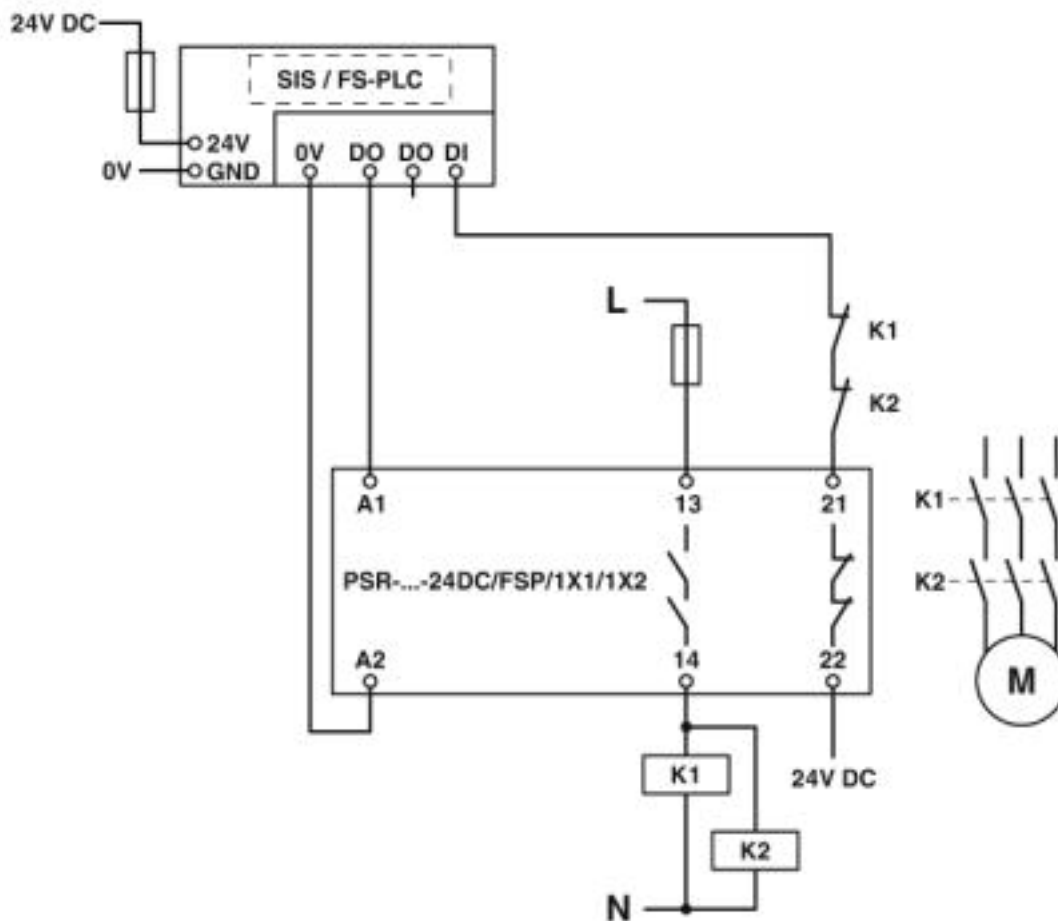 24V DC
SIS / FS-PLC
24V
0V DO DO DI
0V GND
L
K1
K2
A1 13 21
K1
PSR-...-24DC/FSP/1X1/1X2
K2
A2 14 22
M
K1
24V DC
K2
N